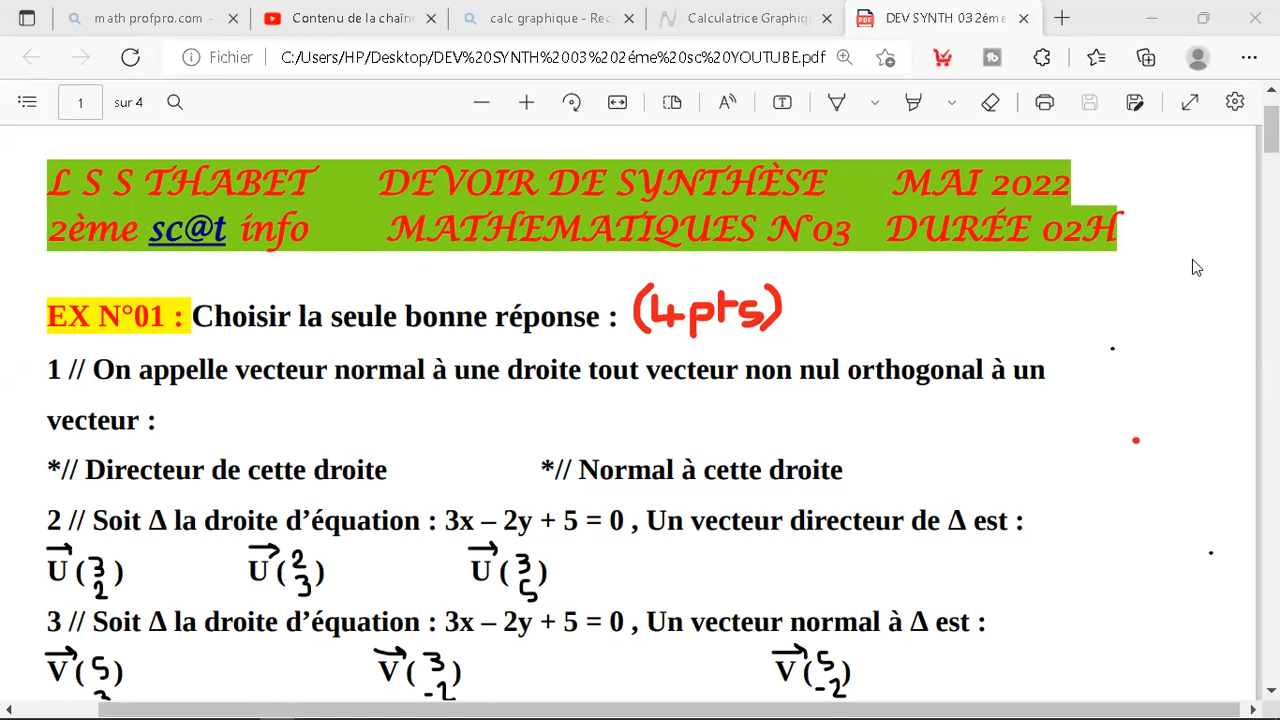 math profpro.com -
Contenu de la chaîne
calc graphique - Rec
Calculatrice Graphiq
DEV SYNTH 03 2ém
Fichier
C:/Users/HP/Desktop/DEV%20SYNTH%2003%202éme%20sc%20YOUTUBE.pdf
1 sur 4
L S S THABET DEVOIR DE SYNTHÈSE MAI 2022
2ème sc@t info MATHEMATIQUES N°03 DURÉE 02H
EX N°01 : Choisir la seule bonne réponse : (4pts)
1 // On appelle vecteur normal à une droite tout vecteur non nul orthogonal à un
vecteur :
*// Directeur de cette droite *// Normal à cette droite
2 // Soit Δ la droite d’équation : 3x – 2y + 5 = 0 , Un vecteur directeur de Δ est :
U ( 3 2 ) U ( 2 3 ) U ( 3 5 )
3 // Soit Δ la droite d’équation : 3x – 2y + 5 = 0 , Un vecteur normal à Δ est :
V ( 5 3 ) V ( 3 -2 ) V ( 5 -2 )